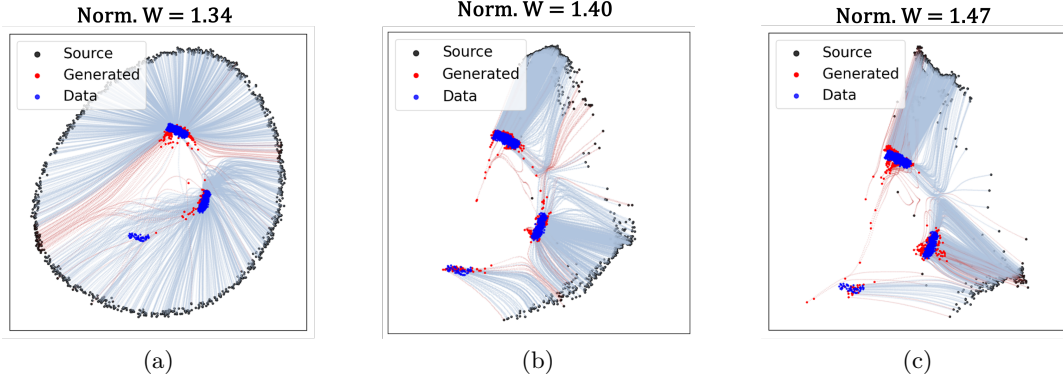 Norm. W = 1.34
Source
Generated
Data
(a)
Norm. W = 1.40
Source
Generated
Data
(b)
Norm. W = 1.47
Source
Generated
Data
(c)